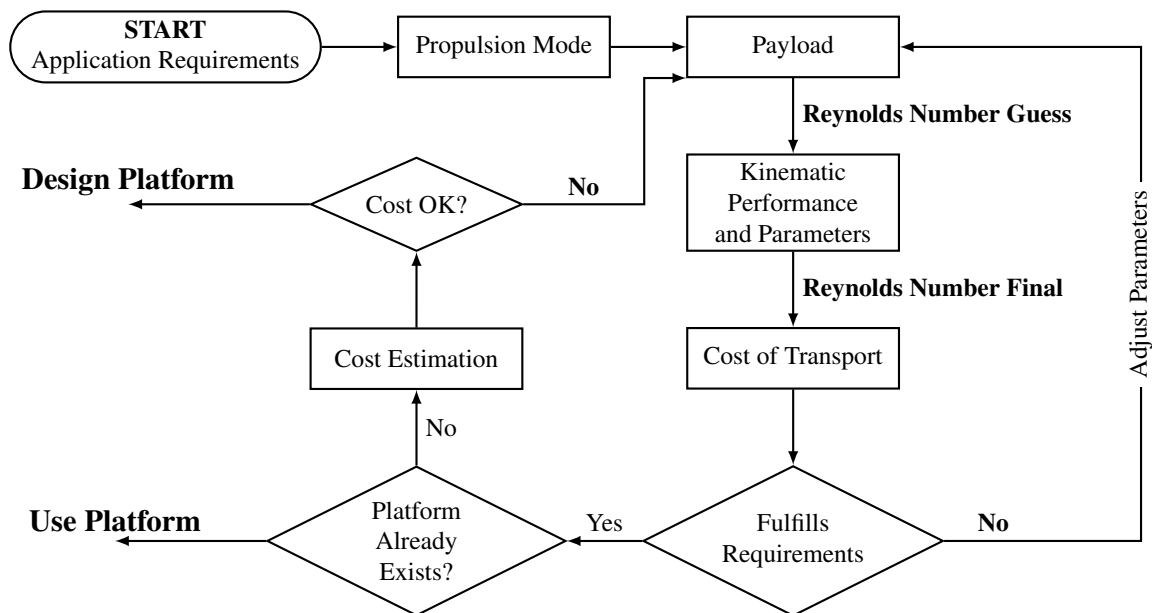 START
Application Requirements
Propulsion Mode
Payload
Reynolds Number Guess
Design Platform
Cost OK?
No
Kinematic
Performance
and Parameters
Adjust Parameters
Reynolds Number Final
Cost Estimation
Cost of Transport
No
Use Platform
Platform
Already
Exists?
Yes
Fulfills
Requirements
No